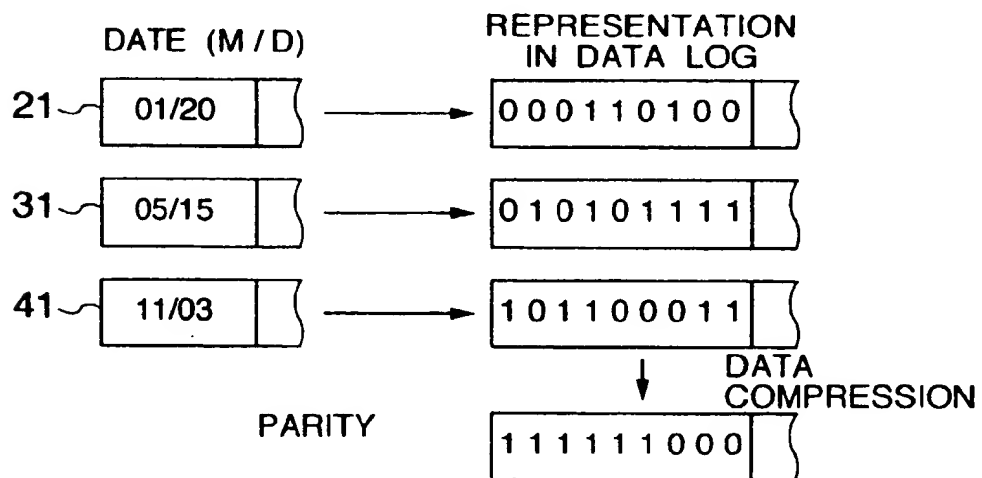 DATE (M / D)
REPRESENTATION
IN DATA LOG
21 01/20 000110100
31 05/15 010101111
41 11/03 101100011
DATA
COMPRESSION
PARITY 111111000